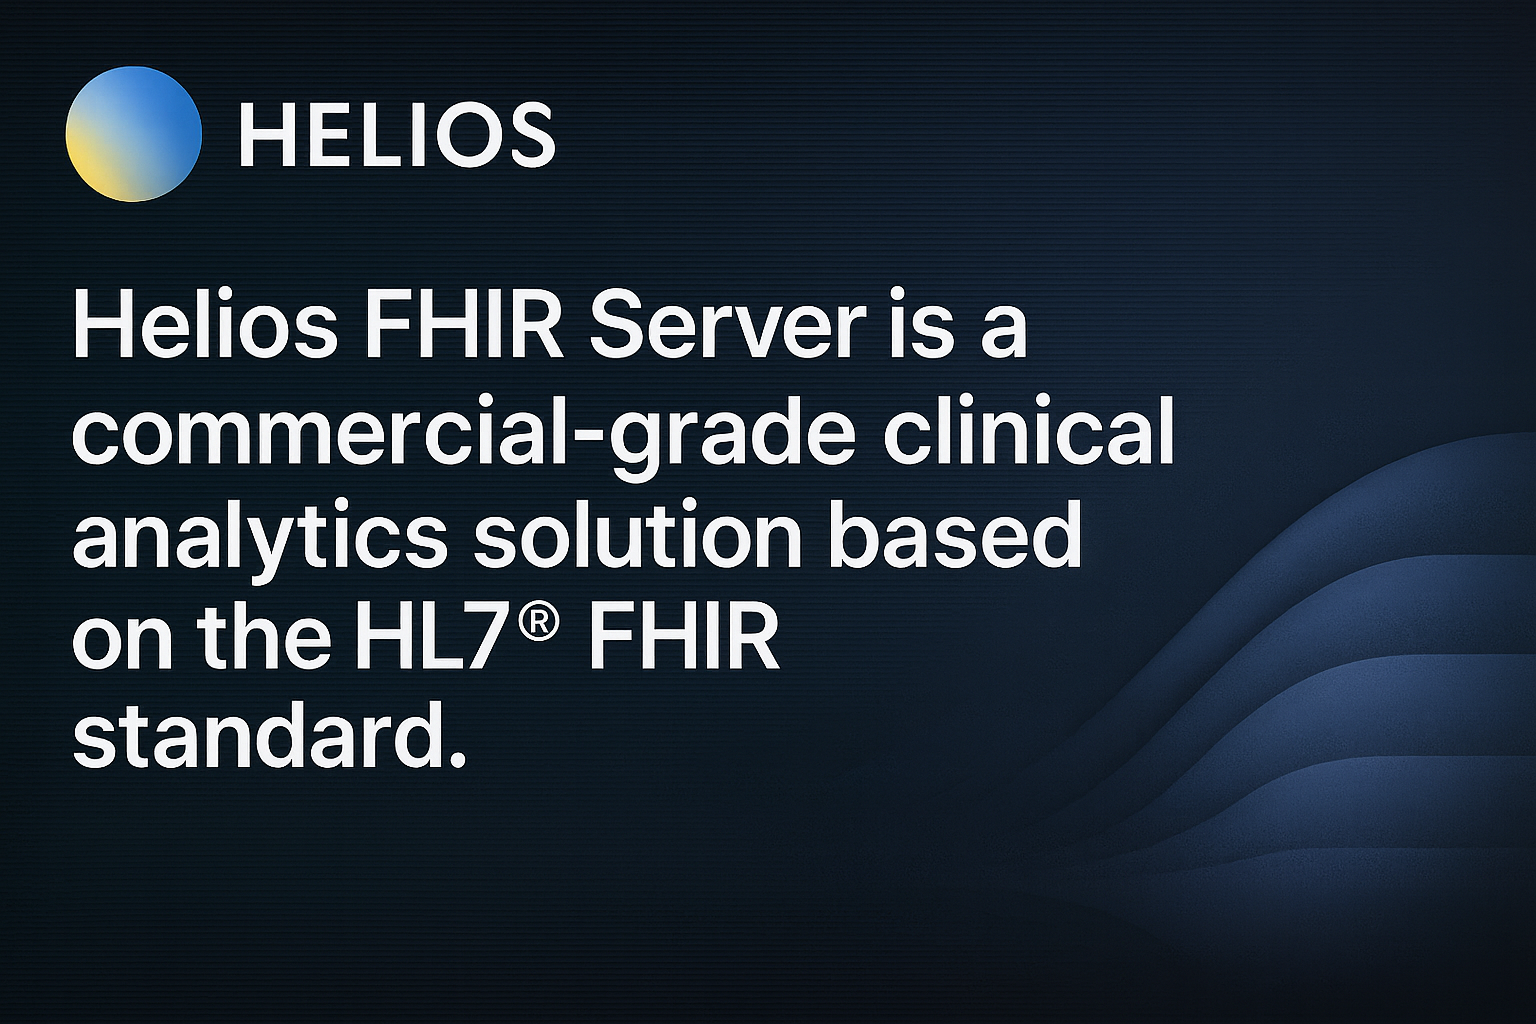 HELIOS
Helios FHIR Server is a
commercial-grade clinical
analytics solution based
on the HL7® FHIR
standard.